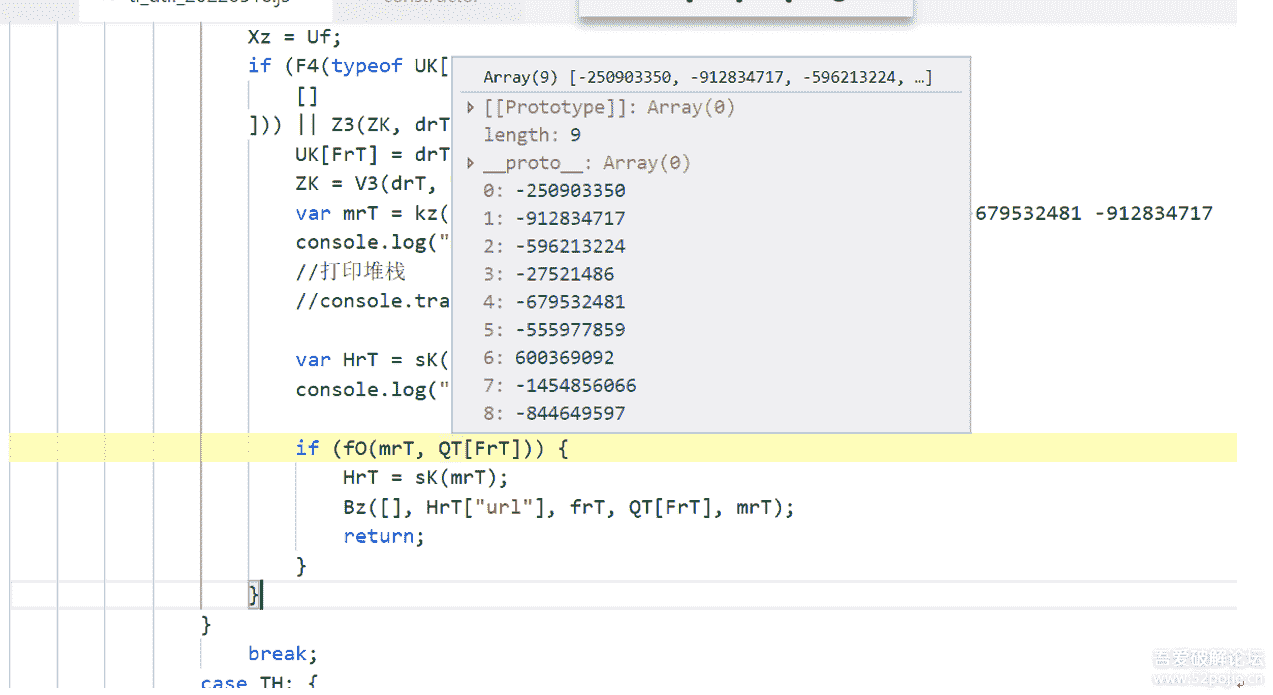 Xz = Uf;
if (F4(typeof UK[
[]
])) || Z3(ZK, drT
UK[FrT] = drT
ZK = V3(drT,
var mrT = kz(
679532481 -912834717
console.log("
//打印堆栈
//console.tra
var HrT = sK(
console.log("
Array(9) [-250903350, -912834717, -596213224, …]
[[Prototype]]: Array(0)
length: 9
__proto__: Array(0)
0: -250903350
1: -912834717
2: -596213224
3: -27521486
4: -679532481
5: -555977859
6: 600369092
7: -1454856066
8: -844649597
if (fO(mrT, QT[FrT])) {
HrT = sK(mrT);
Bz([], HrT["url"], frT, QT[FrT], mrT);
return;
}
}
}
break;
case TH: {
吾爱破解论坛
www.52pojie.cn